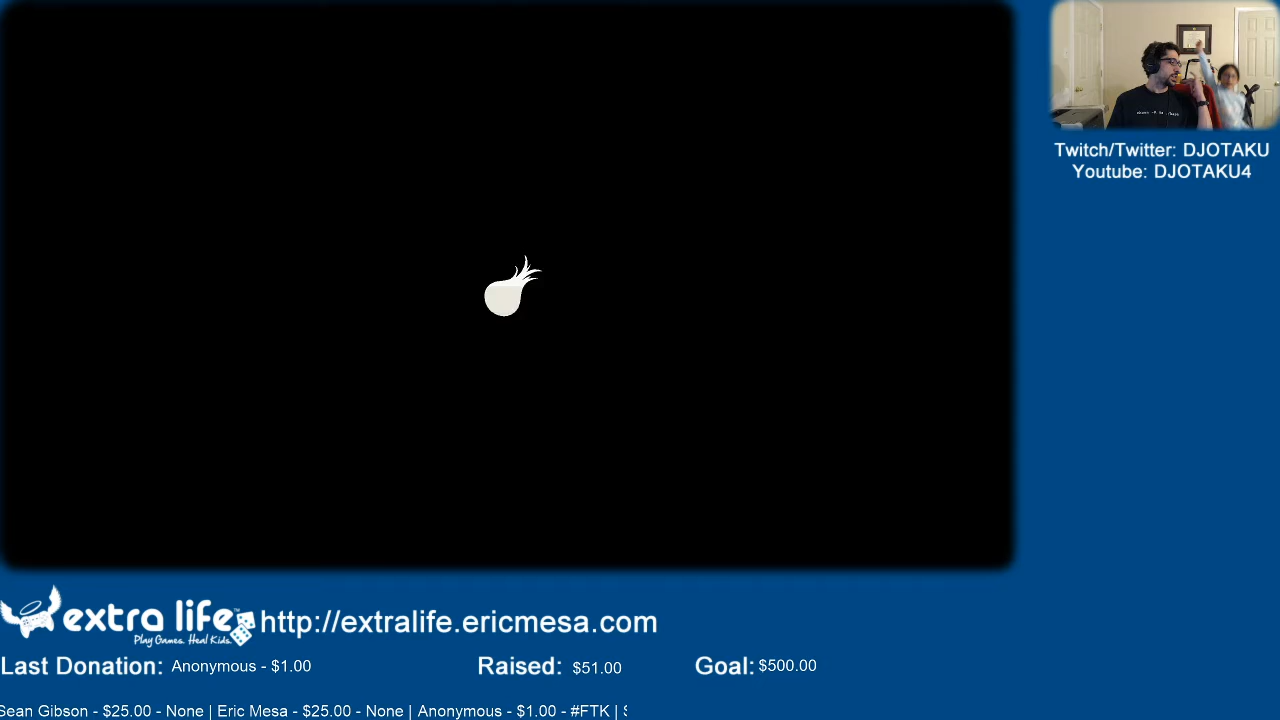 Twitch/Twitter: DJOTAKU
Youtube: DJOTAKU4
extra life
Play Games. Heal Kids.
http://extralife.ericmesa.com
Last Donation: Anonymous - $1.00
Raised: $51.00
Goal: $500.00
Sean Gibson - $25.00 - None | Eric Mesa - $25.00 - None | Anonymous - $1.00 - #FTK |